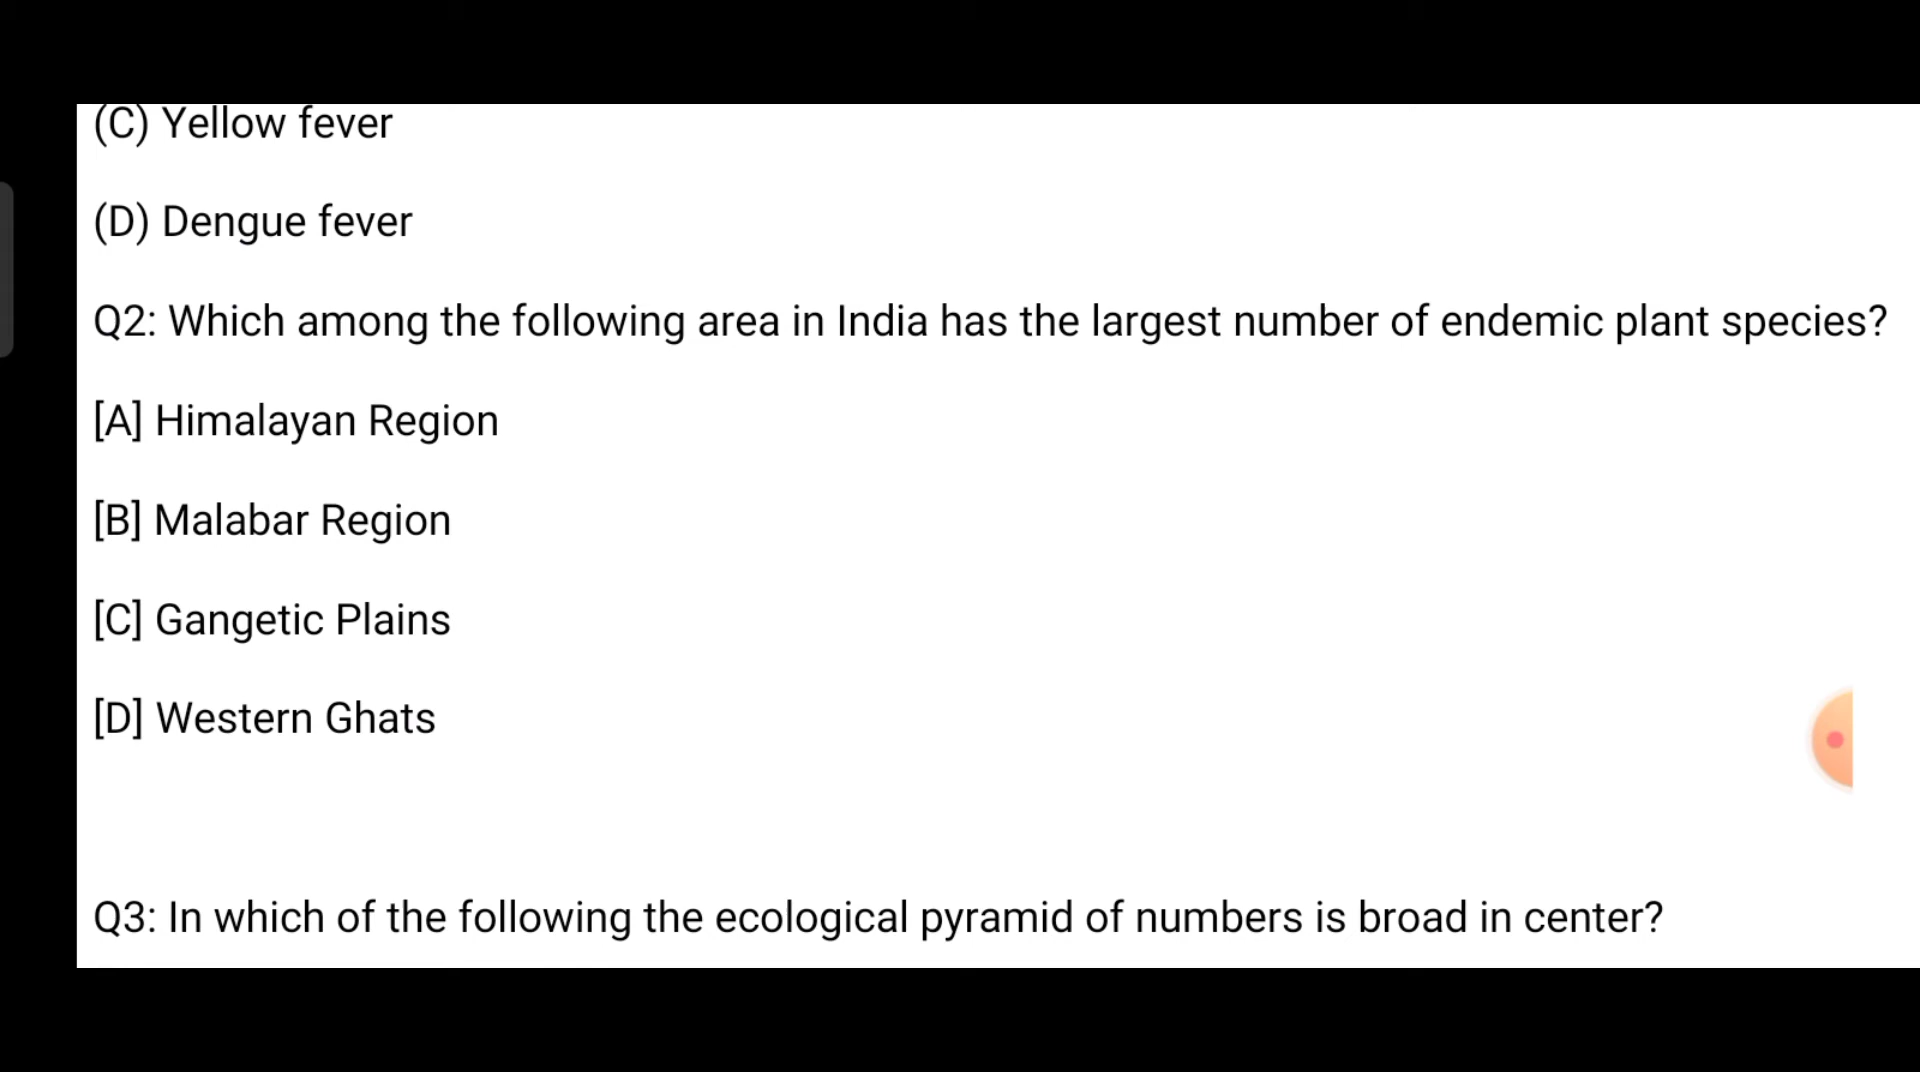 (C) Yellow fever
(D) Dengue fever
Q2: Which among the following area in India has the largest number of endemic plant species?
[A] Himalayan Region
[B] Malabar Region
[C] Gangetic Plains
[D] Western Ghats
Q3: In which of the following the ecological pyramid of numbers is broad in center?